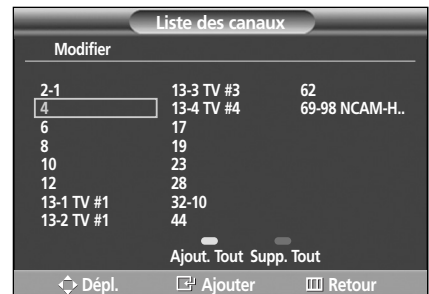 Liste des canaux
Modifier
2-1
4
6
8
10
12
13-1 TV #1
13-2 TV #1
13-3 TV #3
13-4 TV #4
17
19
23
28
32-10
44
62
69-98 NCAM-H..
Ajout. Tout Supp. Tout
Dépl. Ajouter Retour